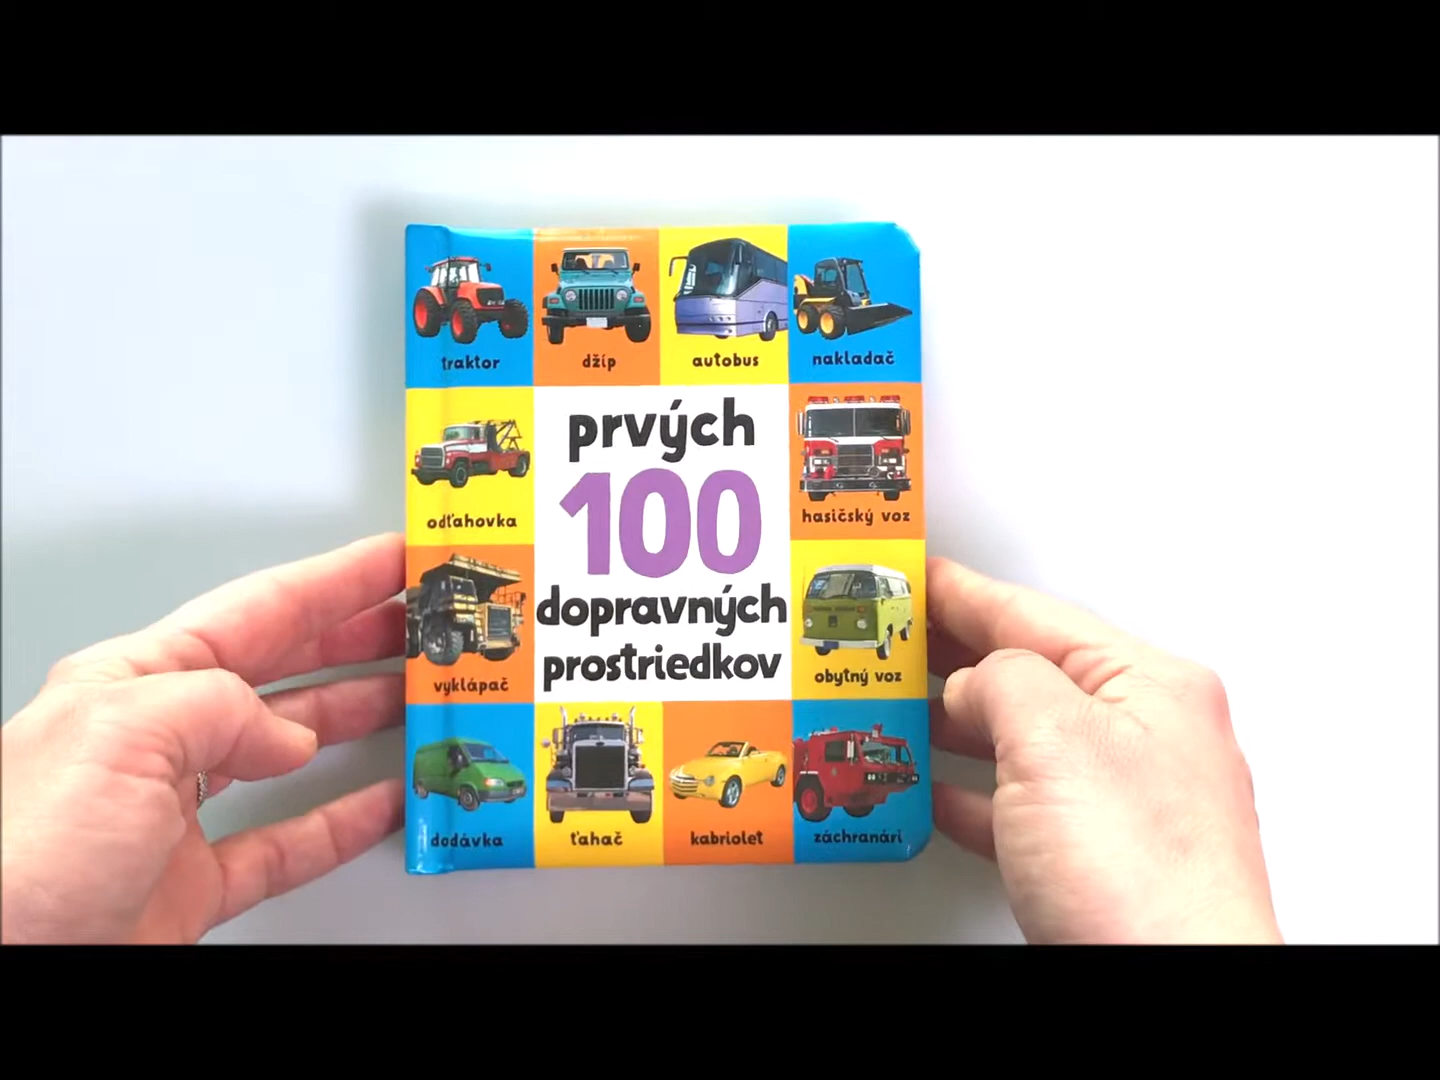 traktor
džíp
autobus
nakladač
prvých
100
dopravných
prostriedkov
odťahovka
hasičský voz
vyklápač
obytný voz
dodávka
ťahač
kabriolet
záchranári